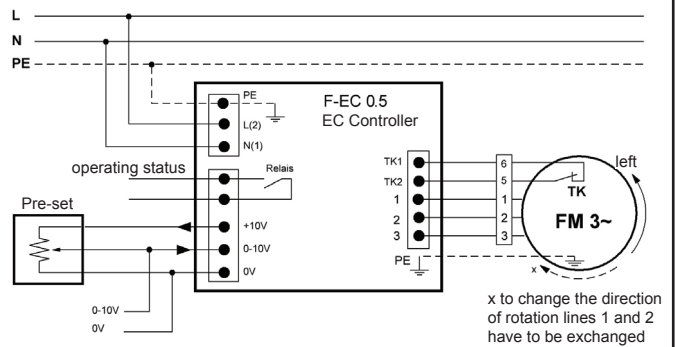 L
N
PE
PE
L(2)
N(1)
F-EC 0.5
EC Controller
operating status
Relais
Pre-set
+10V
0-10V
0V
0-10V
0V
TK1
TK2
1
2
3
PE
6
5
1
2
3
TK
FM 3~
left
x
x to change the direction
of rotation lines 1 and 2
have to be exchanged